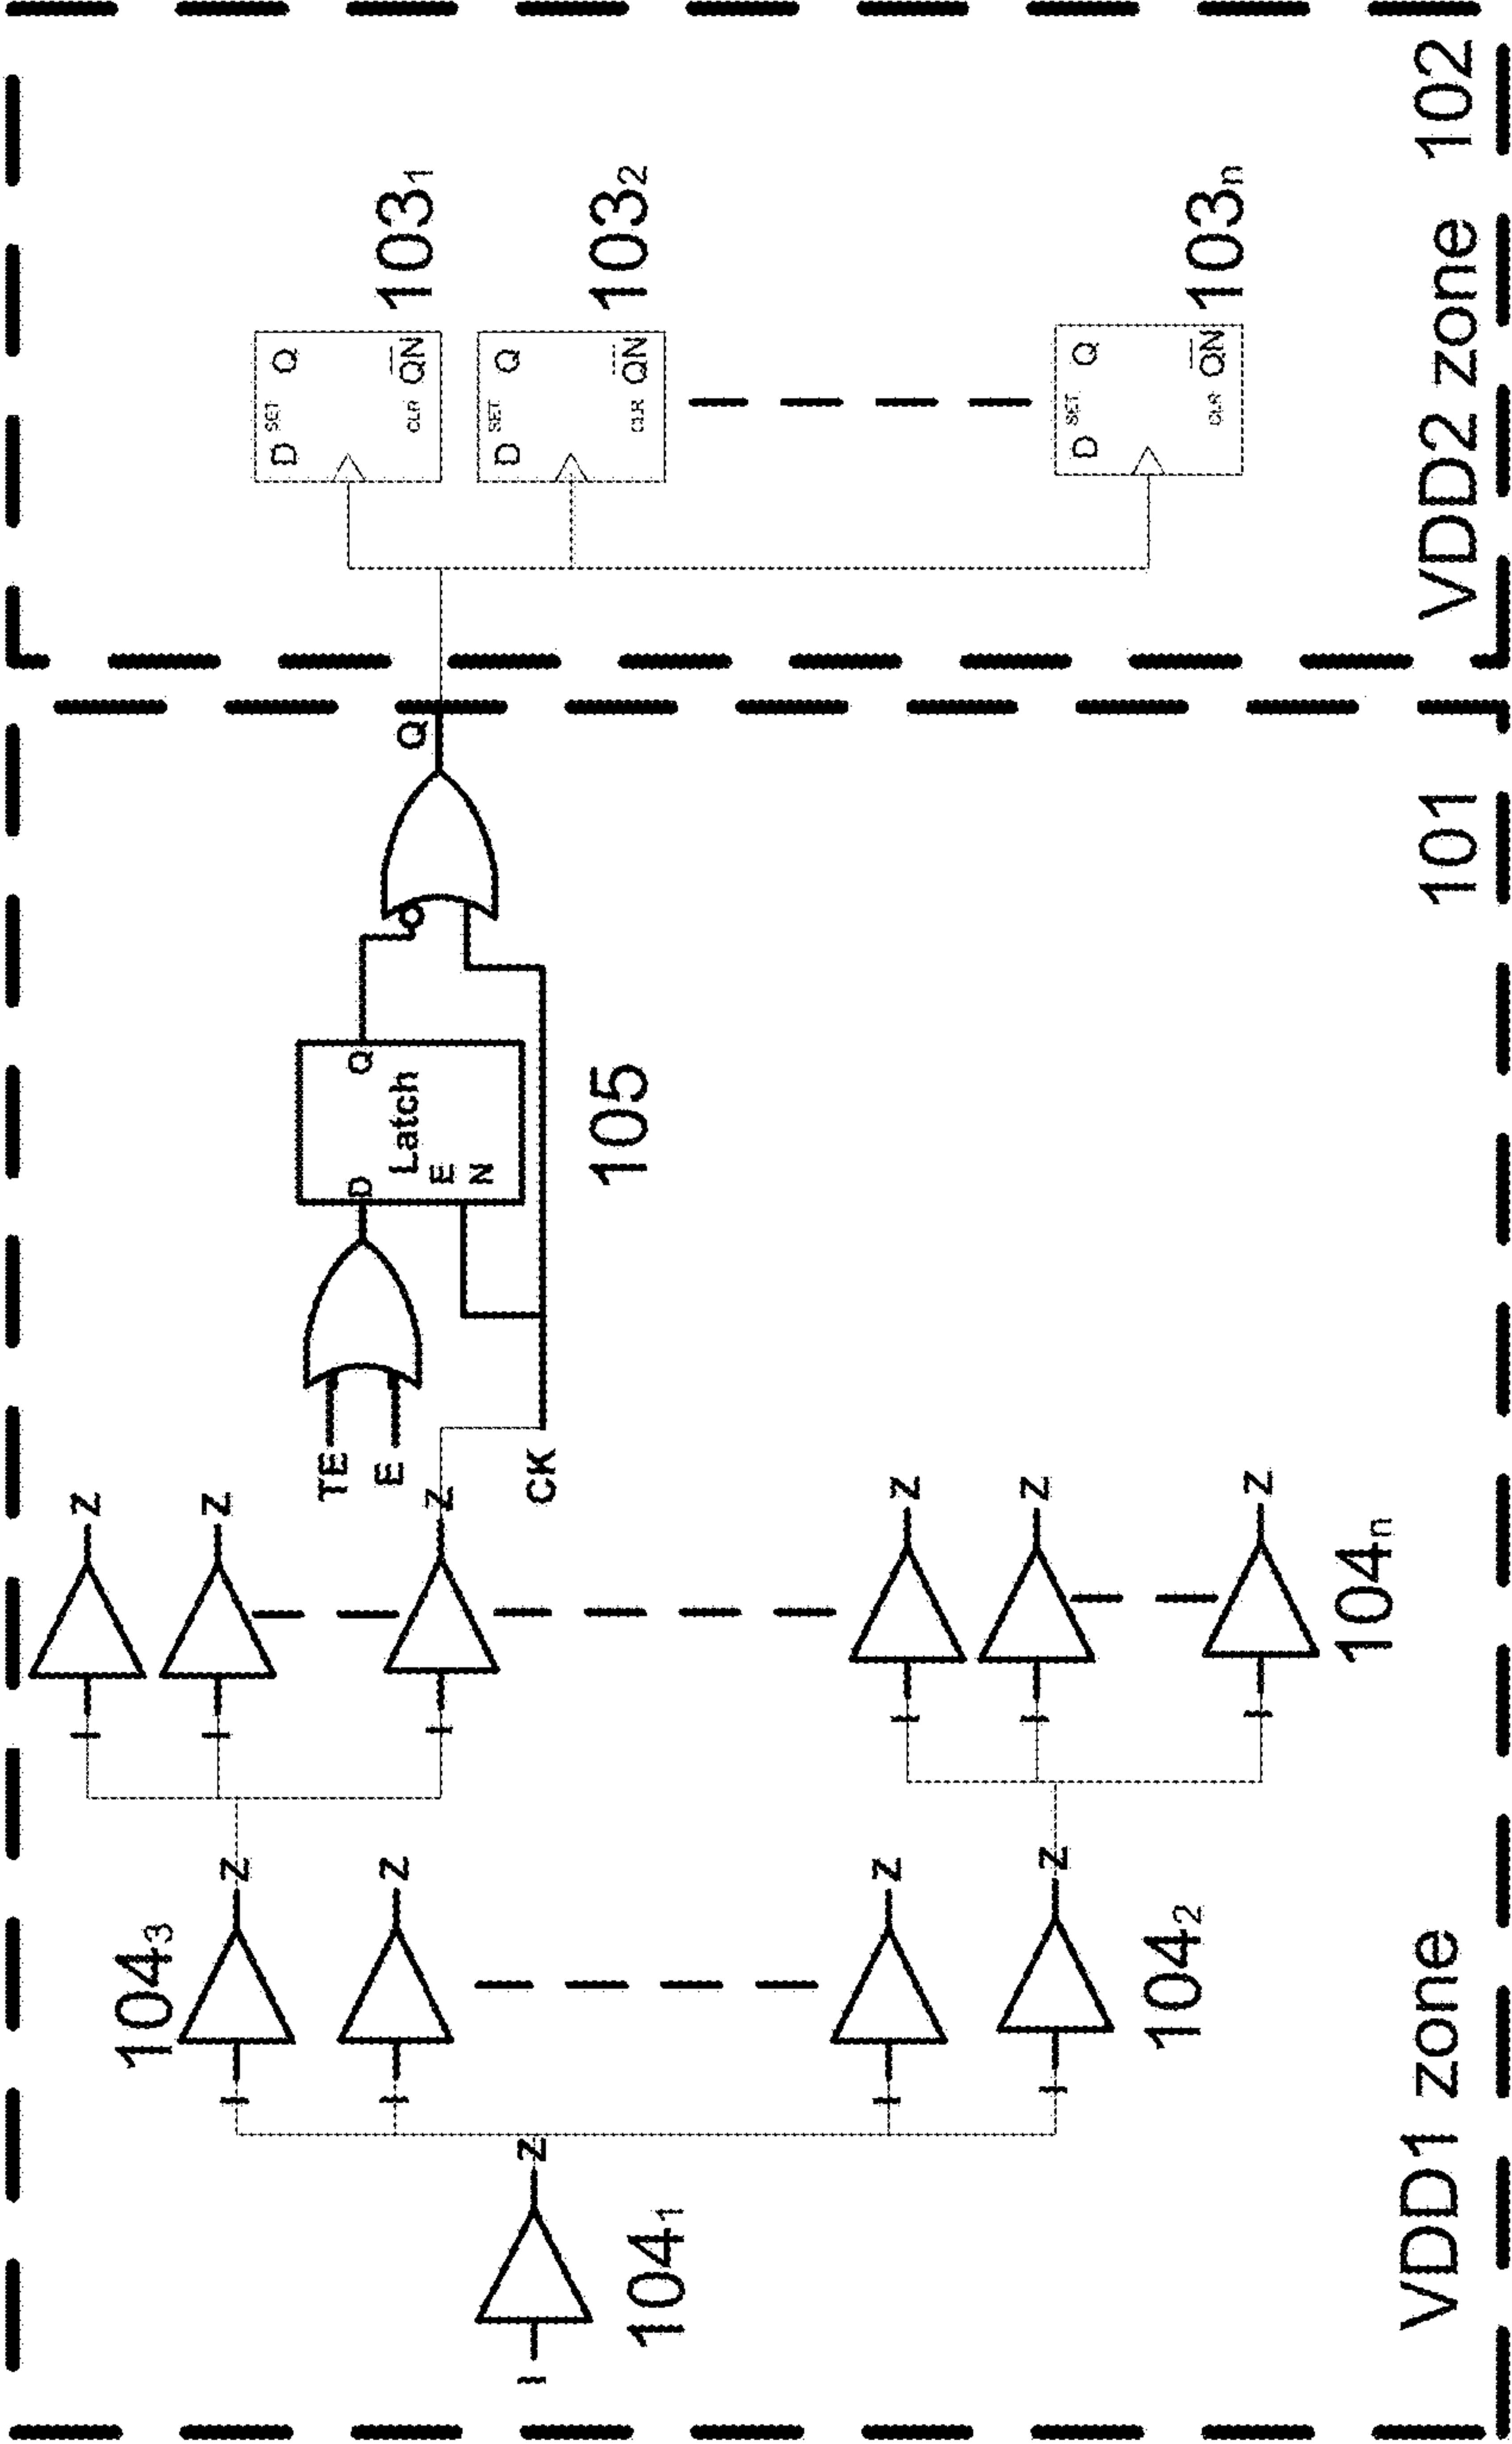 I
Z
104₁
104₃
I
Z
I
Z
I
Z
I
Z
104₂
I
Z
I
Z
I
Z
I
Z
I
Z
I
Z
104n
TE
E
CK
D
Q
Latch
E
N
105
Q
VDD1 zone
101
D
SET
Q
CLR
QN
103₁
D
SET
Q
CLR
QN
103₂
D
SET
Q
CLR
QN
103n
VDD2 zone
102